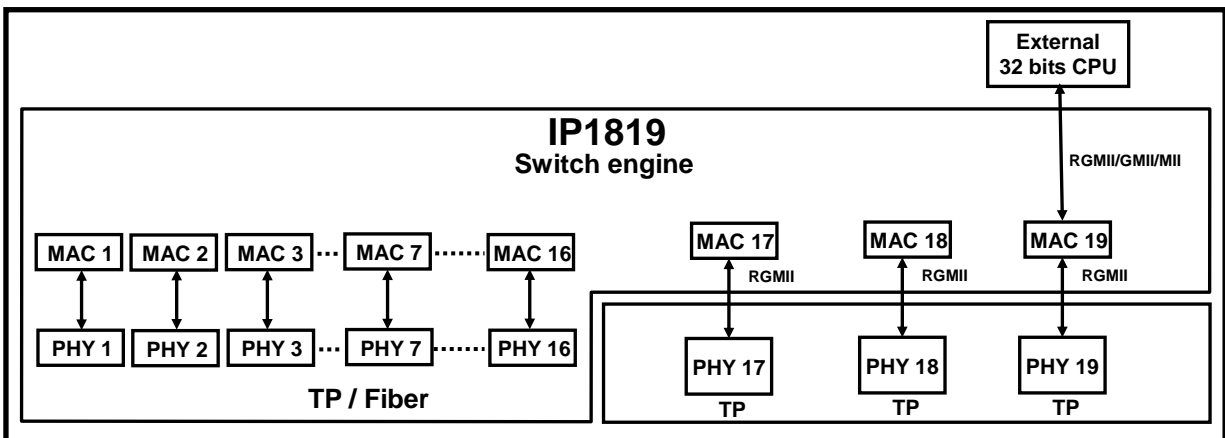 External
32 bits CPU
IP1819
Switch engine
RGMII/GMII/MII
MAC 1 MAC 2 MAC 3 MAC 7 MAC 16 MAC 17 MAC 18 MAC 19
RGMII RGMII RGMII
PHY 1 PHY 2 PHY 3 PHY 7 PHY 16 PHY 17 PHY 18 PHY 19
TP / Fiber TP TP TP